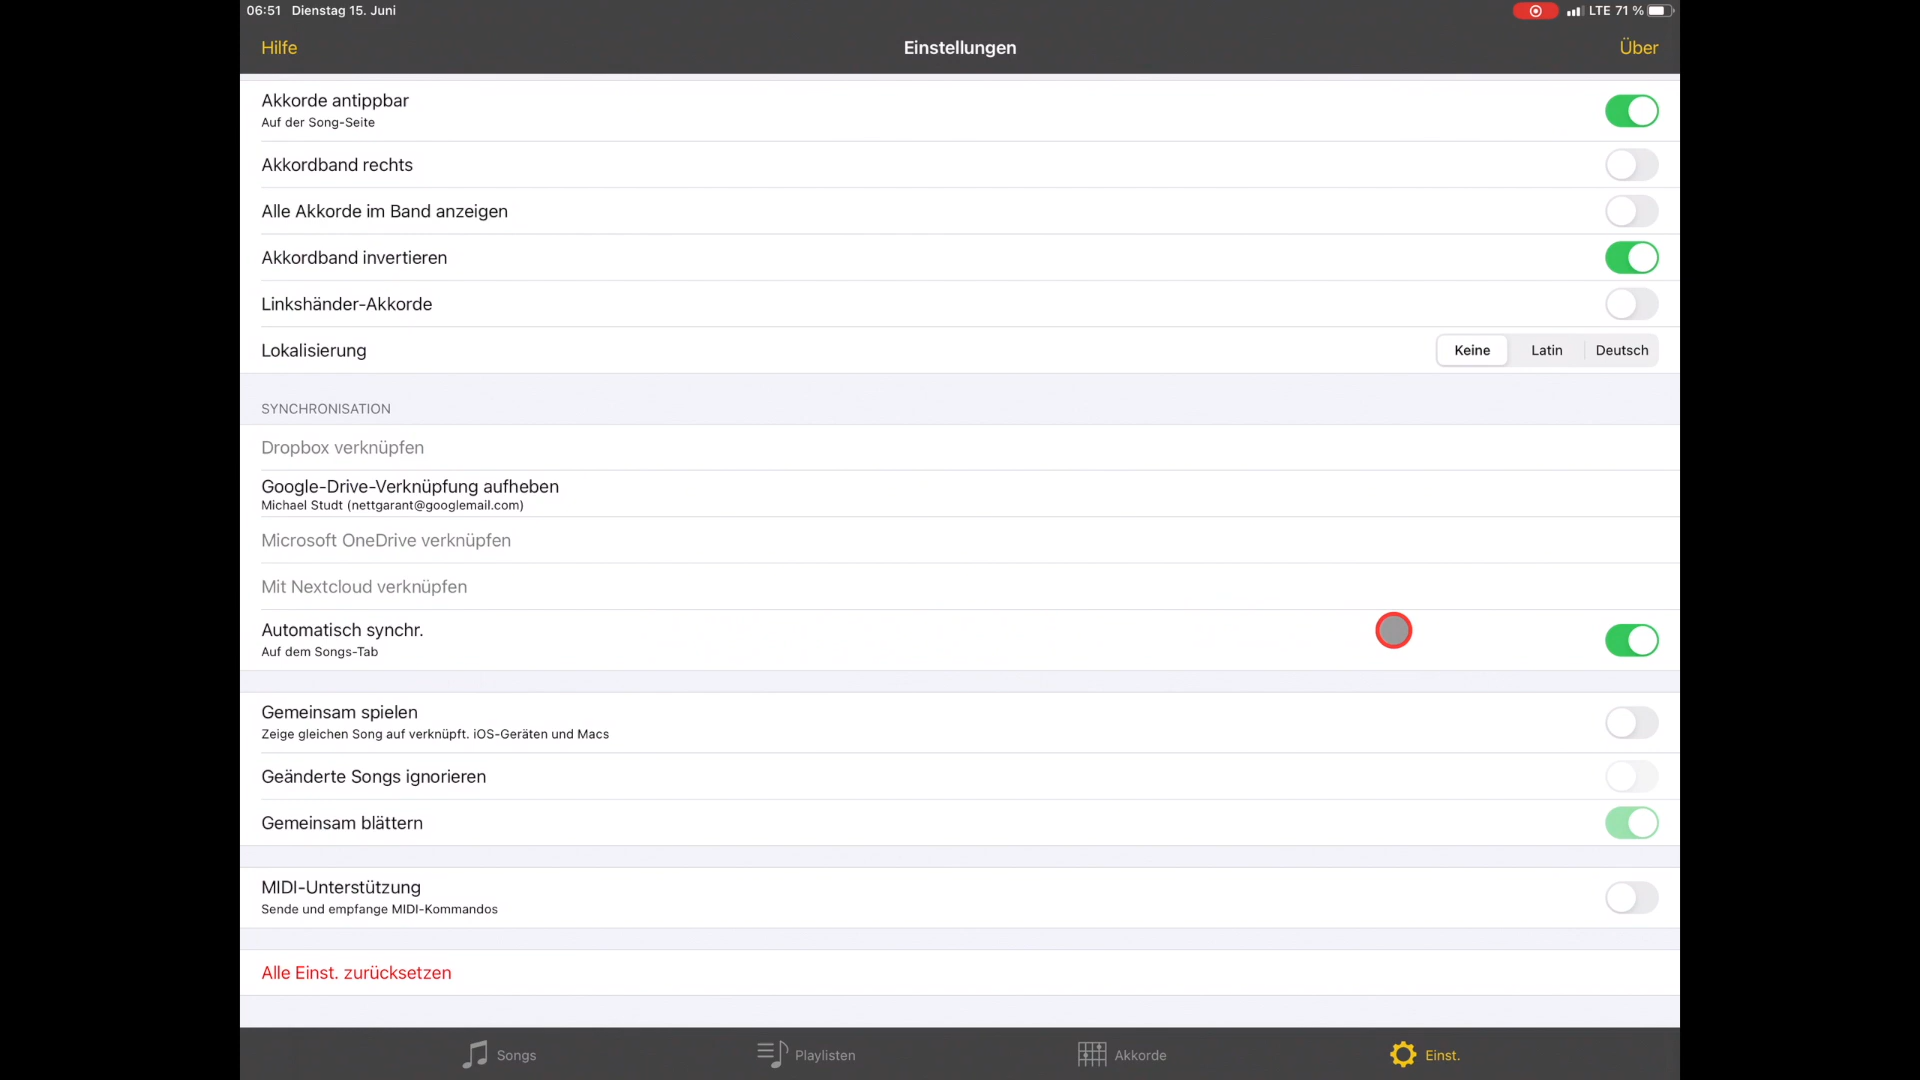 06:51 Dienstag 15. Juni
LTE 71 %
Hilfe
Einstellungen
Über
Akkorde antippbar
Auf der Song-Seite
Akkordband rechts
Alle Akkorde im Band anzeigen
Akkordband invertieren
Linkshänder-Akkorde
Lokalisierung
Keine Latin Deutsch
SYNCHRONISATION
Dropbox verknüpfen
Google-Drive-Verknüpfung aufheben
Michael Studt (nettgarant@googlemail.com)
Microsoft OneDrive verknüpfen
Mit Nextcloud verknüpfen
Automatisch synchr.
Auf dem Songs-Tab
Gemeinsam spielen
Zeige gleichen Song auf verknüpft. iOS-Geräten und Macs
Geänderte Songs ignorieren
Gemeinsam blättern
MIDI-Unterstützung
Sende und empfange MIDI-Kommandos
Alle Einst. zurücksetzen
Songs
Playlisten
Akkorde
Einst.